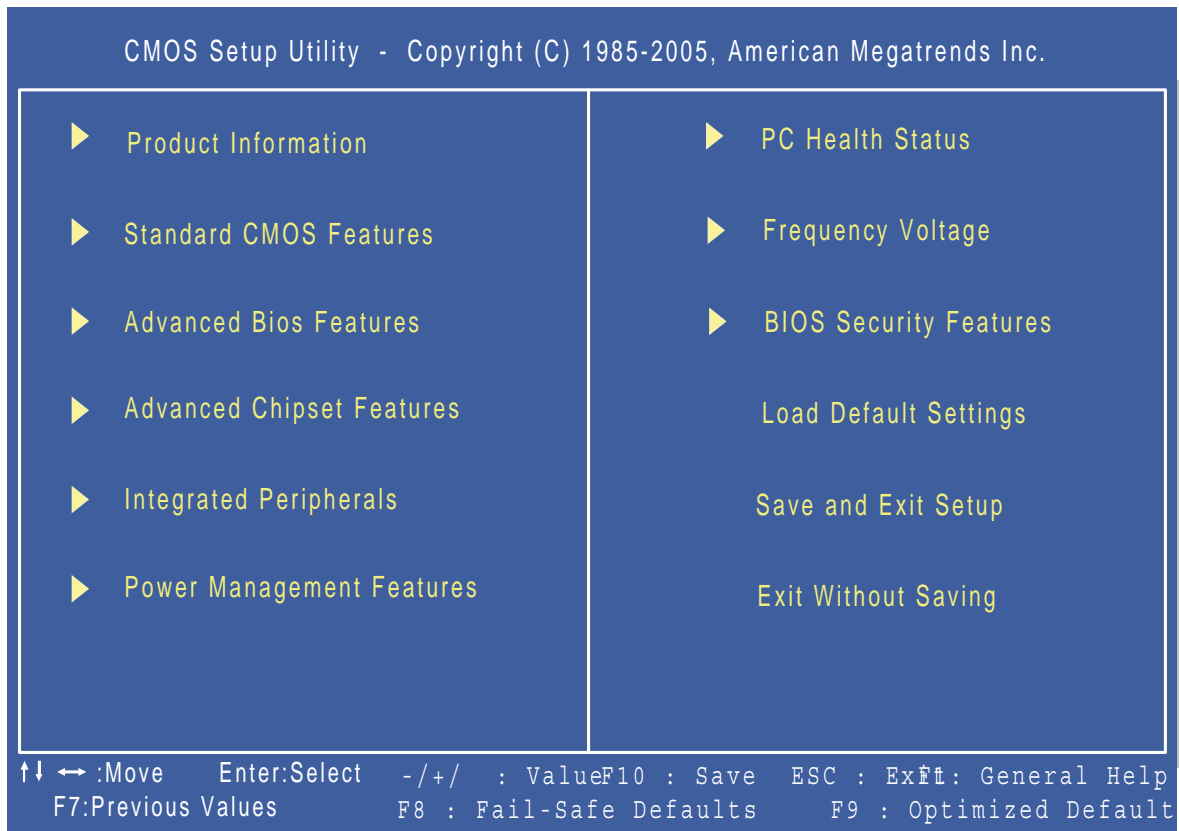 CMOS Setup Utility - Copyright (C) 1985-2005, American Megatrends Inc.
Product Information
Standard CMOS Features
Advanced Bios Features
Advanced Chipset Features
Integrated Peripherals
Power Management Features
PC Health Status
Frequency Voltage
BIOS Security Features
Load Default Settings
Save and Exit Setup
Exit Without Saving
↑↓ ↔ :Move Enter:Select -/+/ : Value F10 : Save ESC : Exit F1: General Help
F7:Previous Values F8 : Fail-Safe Defaults F9 : Optimized Default